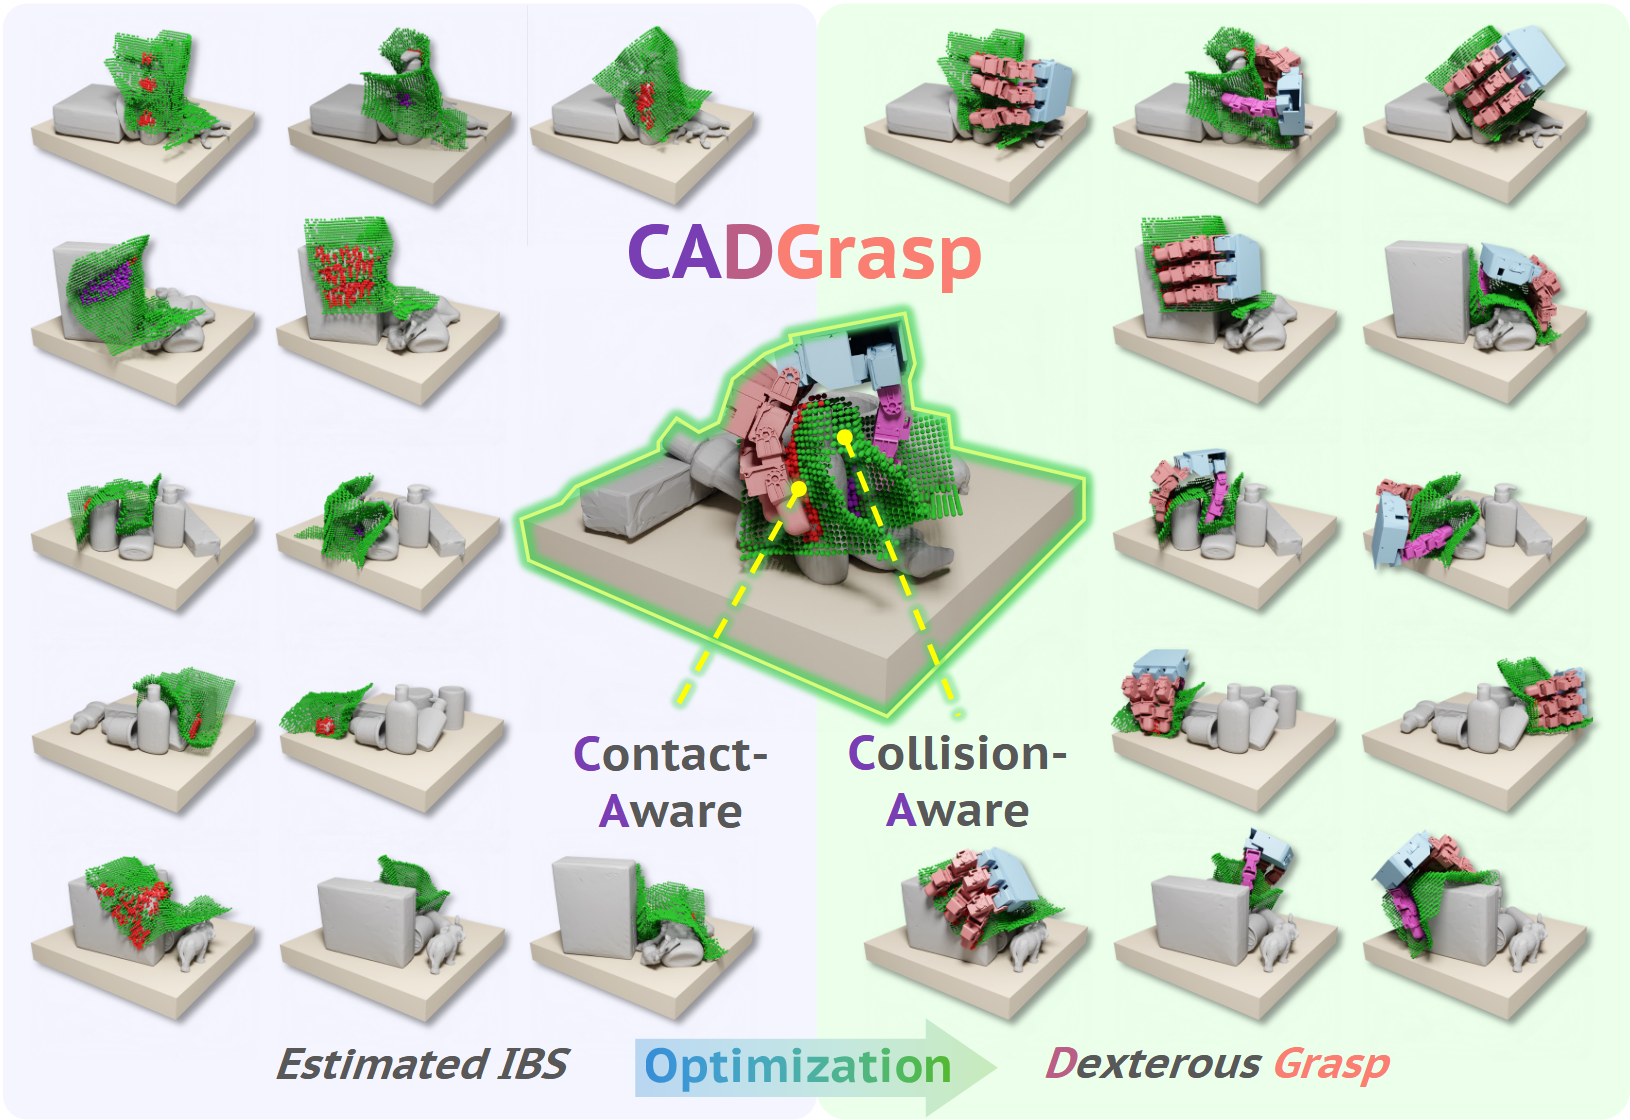 CADGrasp
Contact-
Aware
Collision-
Aware
Estimated IBS
Optimization
Dexterous Grasp